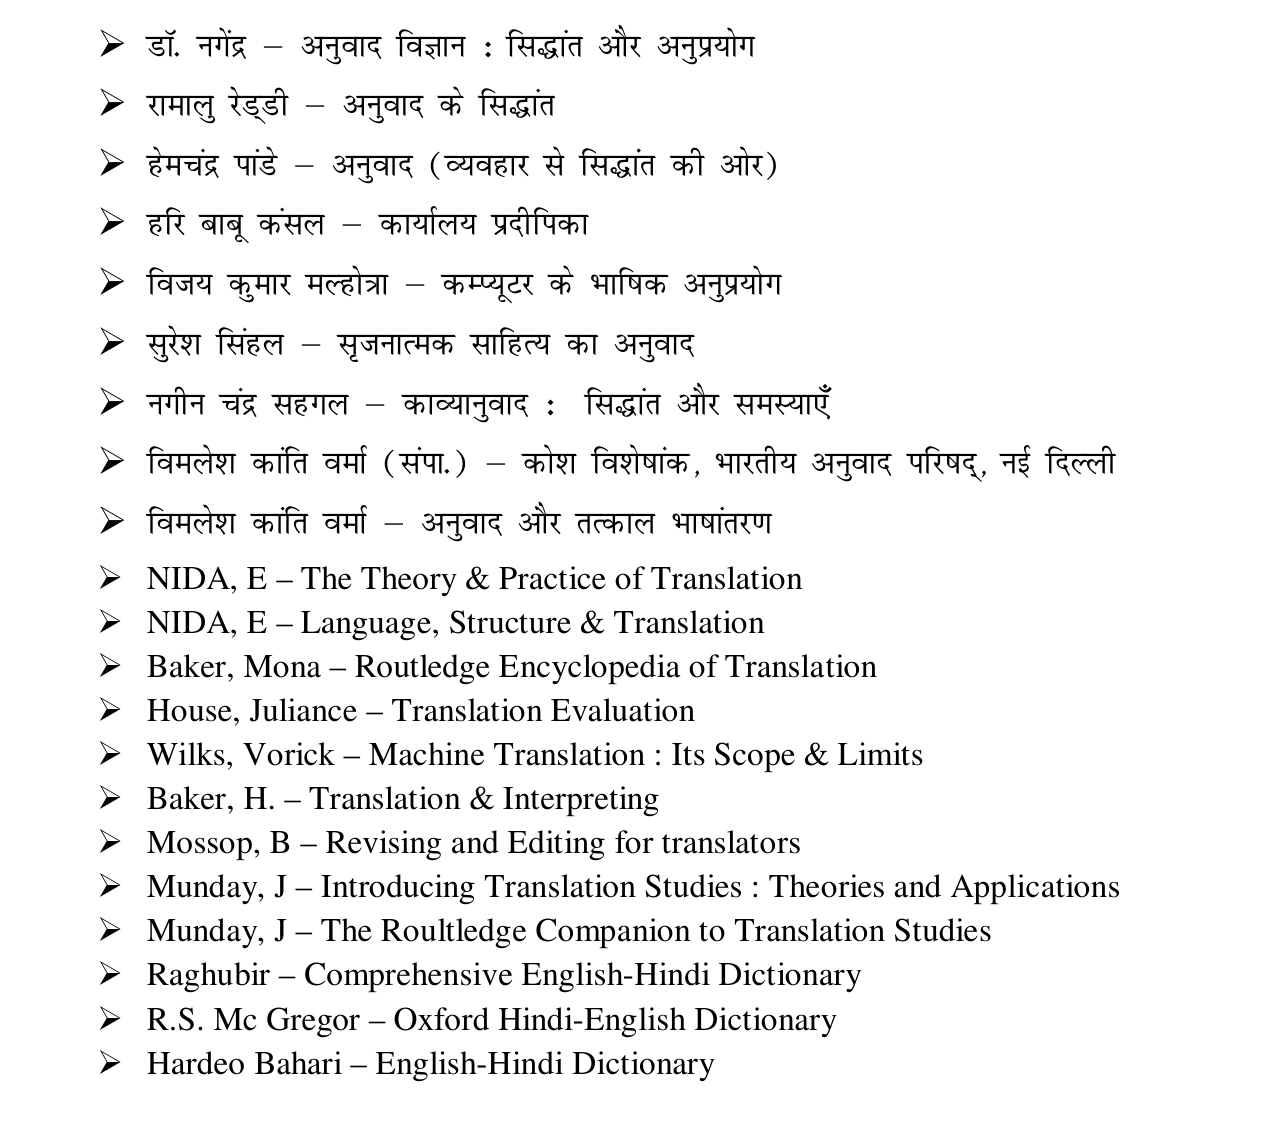 ➢ डॉ. नगेंद्र – अनुवाद विज्ञान : सिद्धांत और अनुप्रयोग
➢ रामालु रेड्डी – अनुवाद के सिद्धांत
➢ हेमचंद्र पांडे – अनुवाद (व्यवहार से सिद्धांत की ओर)
➢ हरि बाबू कंसल – कार्यालय प्रदीपिका
➢ विजय कुमार मल्होत्रा – कम्प्यूटर के भाषिक अनुप्रयोग
➢ सुरेश सिंहल – सृजनात्मक साहित्य का अनुवाद
➢ नगीन चंद्र सहगल – काव्यानुवाद : सिद्धांत और समस्याएँ
➢ विमलेश कांति वर्मा (संपा.) – कोश विशेषांक, भारतीय अनुवाद परिषद्, नई दिल्ली
➢ विमलेश कांति वर्मा – अनुवाद और तत्काल भाषांतरण
➢ NIDA, E – The Theory & Practice of Translation
➢ NIDA, E – Language, Structure & Translation
➢ Baker, Mona – Routledge Encyclopedia of Translation
➢ House, Juliance – Translation Evaluation
➢ Wilks, Vorick – Machine Translation : Its Scope & Limits
➢ Baker, H. – Translation & Interpreting
➢ Mossop, B – Revising and Editing for translators
➢ Munday, J – Introducing Translation Studies : Theories and Applications
➢ Munday, J – The Roultledge Companion to Translation Studies
➢ Raghubir – Comprehensive English-Hindi Dictionary
➢ R.S. Mc Gregor – Oxford Hindi-English Dictionary
➢ Hardeo Bahari – English-Hindi Dictionary